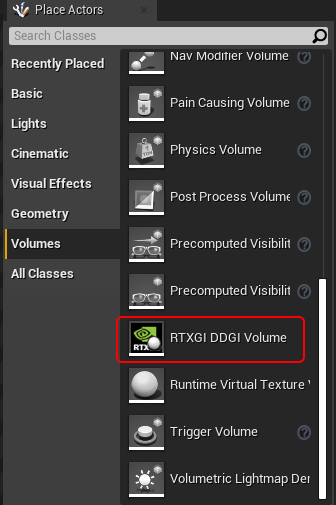 Place Actors
Search Classes
Recently Placed
Basic
Lights
Cinematic
Visual Effects
Geometry
Volumes
All Classes
Nav Modifier Volume
Pain Causing Volume
Physics Volume
Post Process Volume
Precomputed Visibilit
Precomputed Visibilit
RTX
RTXGI DDGI Volume
Runtime Virtual Texture V
Trigger Volume
Volumetric Lightmap Den